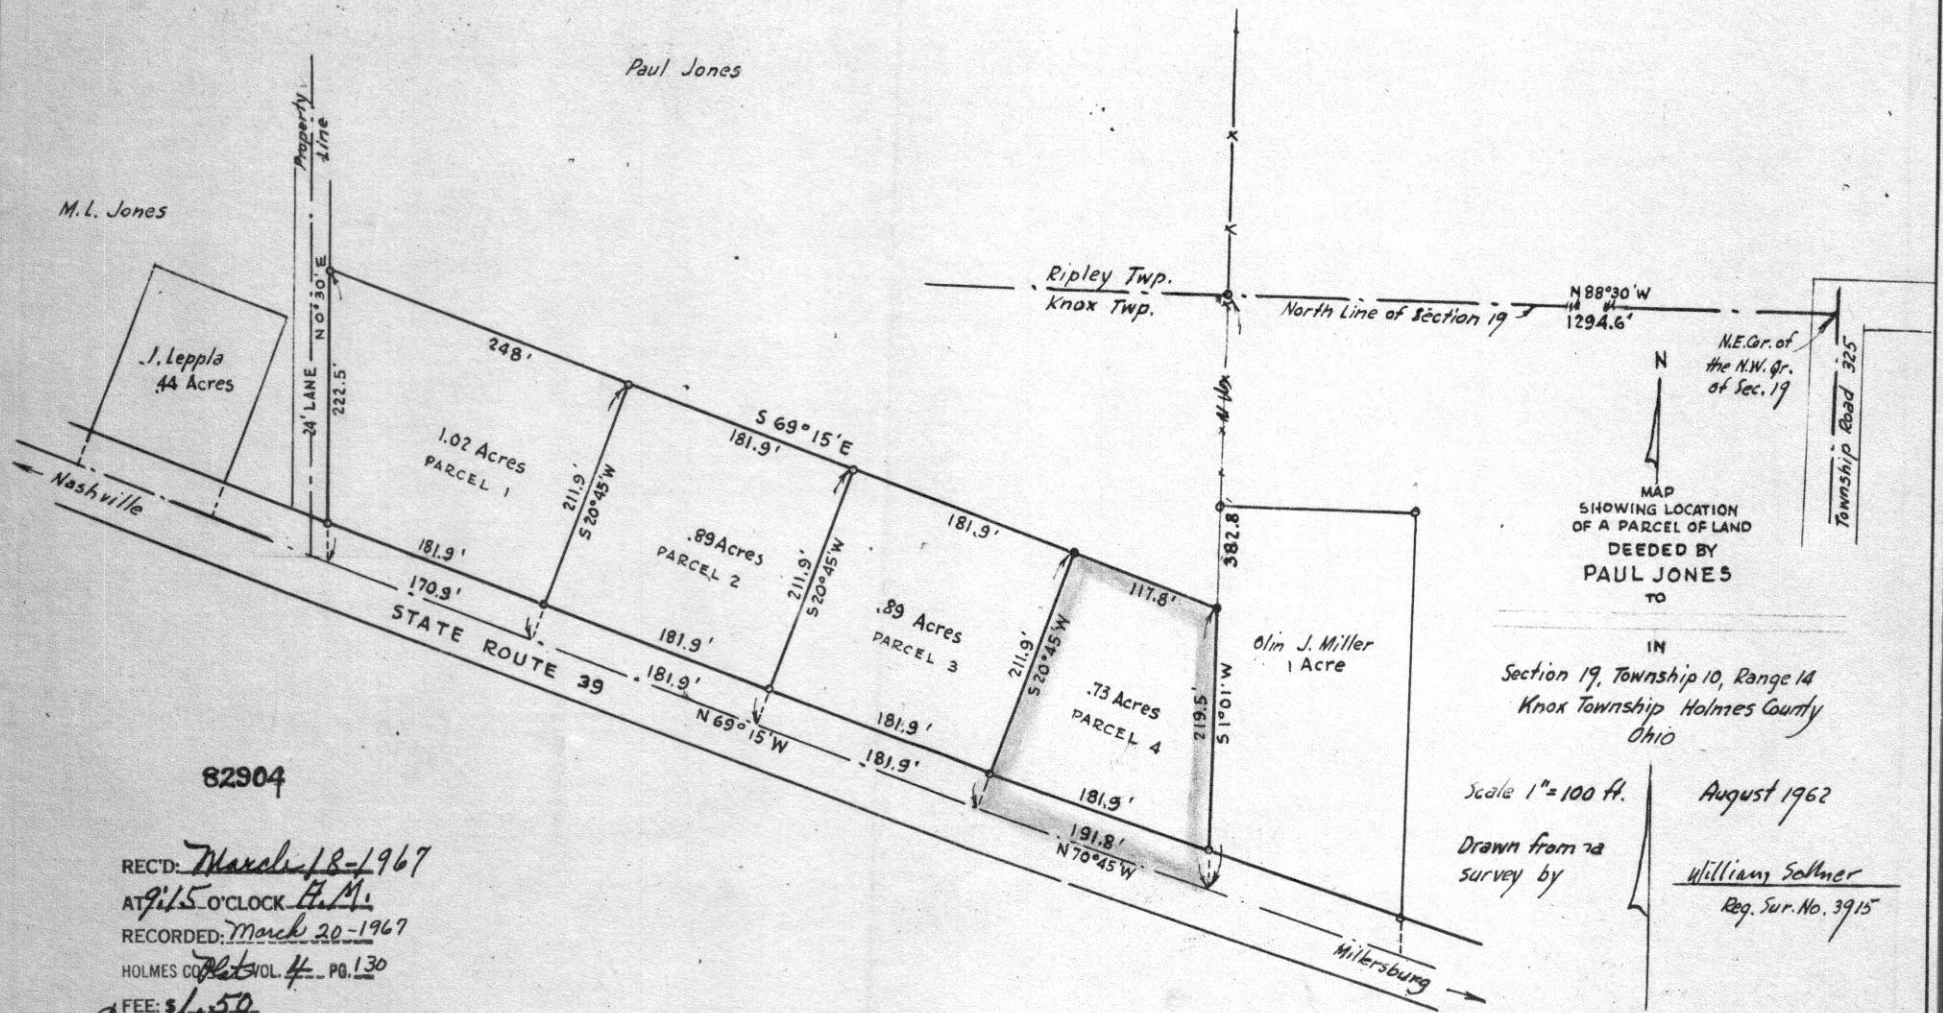 Paul Jones
Property
Line
M.L. Jones
J. Leppla
.44 Acres
24' LANE
N 0°30' E
222.5'
248'
Ripley Twp.
Knox Twp.
North Line of Section 19
N 88°30' W
1294.6'
N.E. Cor. of
the N.W. Qr.
of Sec. 19
Township Road 325
N
1.02 Acres
PARCEL 1
211.9'
S 20°45' W
S 69°15' E
181.9'
.89 Acres
PARCEL 2
211.9'
S 20°45' W
181.9'
.89 Acres
PARCEL 3
211.9'
S 20°45' W
117.8'
.73 Acres
PARCEL 4
219.5'
S 1°01' W
382.8'
Olin J. Miller
1 Acre
Nashville
181.9'
170.9'
STATE ROUTE 39
181.9'
181.9'
N 69°15' W
181.9'
181.9'
181.9'
191.8'
N 70°45' W
Millersburg
MAP
SHOWING LOCATION
OF A PARCEL OF LAND
DEEDED BY
PAUL JONES
TO
IN
Section 19, Township 10, Range 14
Knox Township Holmes County
Ohio
Scale 1" = 100 ft.
August 1962
Drawn from a
survey by
William Sollner
Reg. Sur. No. 3915
82904
REC'D: March 18-1967
AT 9:15 O'CLOCK A.M.
RECORDED: March 20-1967
HOLMES CO Plat VOL. 4 PG. 130
FEE: $1.50